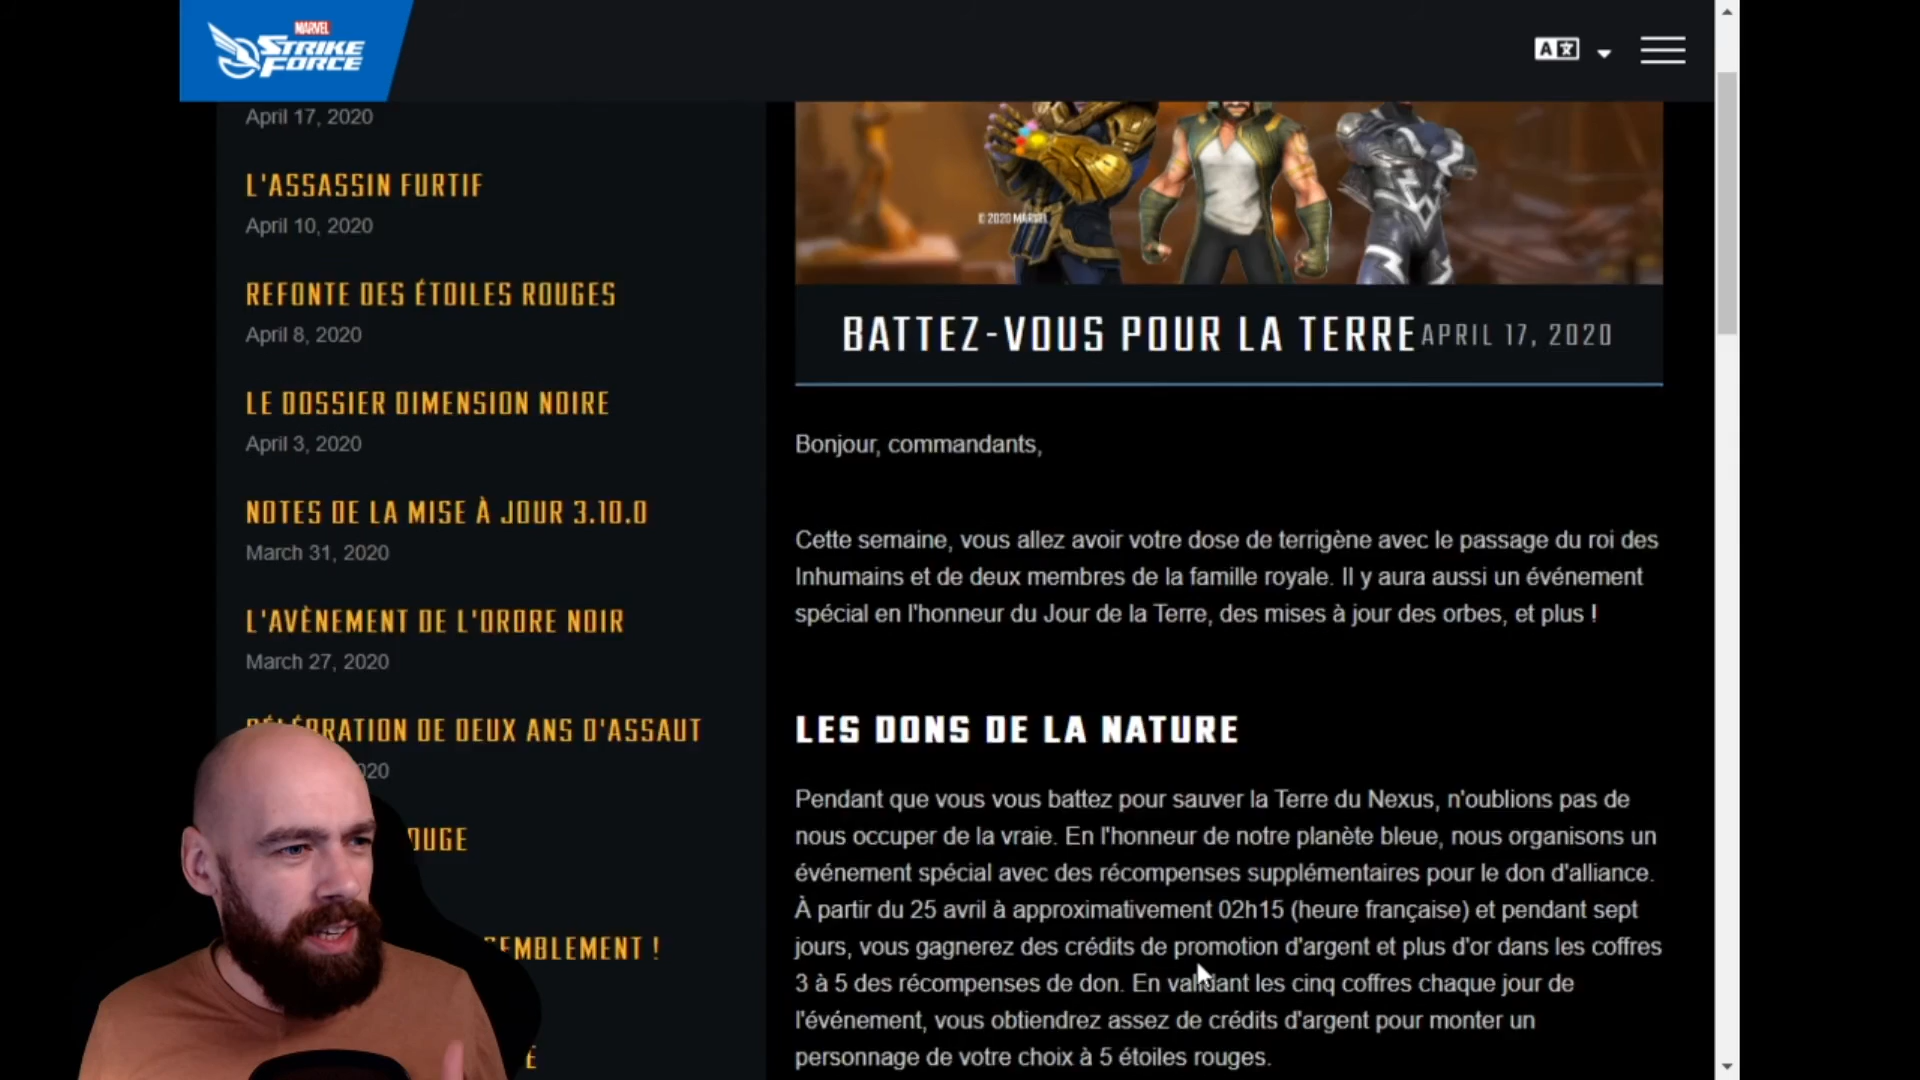 MARVEL
STRIKE
FORCE
April 17, 2020
L'ASSASSIN FURTIF
April 10, 2020
REFONTE DES ÉTOILES ROUGES
April 8, 2020
LE DOSSIER DIMENSION NOIRE
April 3, 2020
NOTES DE LA MISE À JOUR 3.10.0
March 31, 2020
L'AVÈNEMENT DE L'ORDRE NOIR
March 27, 2020
DE DEUX ANS D'ASSAUT
© 2020 MARVEL
BATTEZ-VOUS POUR LA TERRE APRIL 17, 2020
Bonjour, commandants,
Cette semaine, vous allez avoir votre dose de terrigène avec le passage du roi des
Inhumains et de deux membres de la famille royale. Il y aura aussi un événement
spécial en l'honneur du Jour de la Terre, des mises à jour des orbes, et plus !
LES DONS DE LA NATURE
Pendant que vous vous battez pour sauver la Terre du Nexus, n'oublions pas de
nous occuper de la vraie. En l'honneur de notre planète bleue, nous organisons un
événement spécial avec des récompenses supplémentaires pour le don d'alliance.
À partir du 25 avril à approximativement 02h15 (heure française) et pendant sept
jours, vous gagnerez des crédits de promotion d'argent et plus d'or dans les coffres
3 à 5 des récompenses de don. En validant les cinq coffres chaque jour de
l'événement, vous obtiendrez assez de crédits d'argent pour monter un
personnage de votre choix à 5 étoiles rouges.